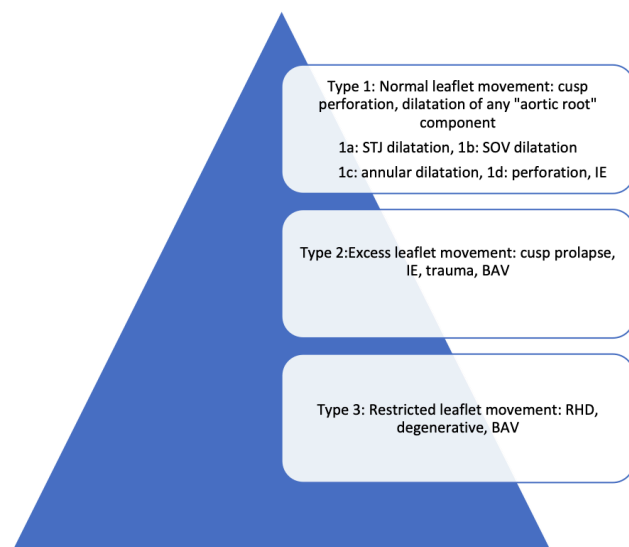 Type 1: Normal leaflet movement: cusp
perforation, dilatation of any "aortic root"
component
1a: STJ dilatation, 1b: SOV dilatation
1c: annular dilatation, 1d: perforation, IE
Type 2:Excess leaflet movement: cusp prolapse,
IE, trauma, BAV
Type 3: Restricted leaflet movement: RHD,
degenerative, BAV